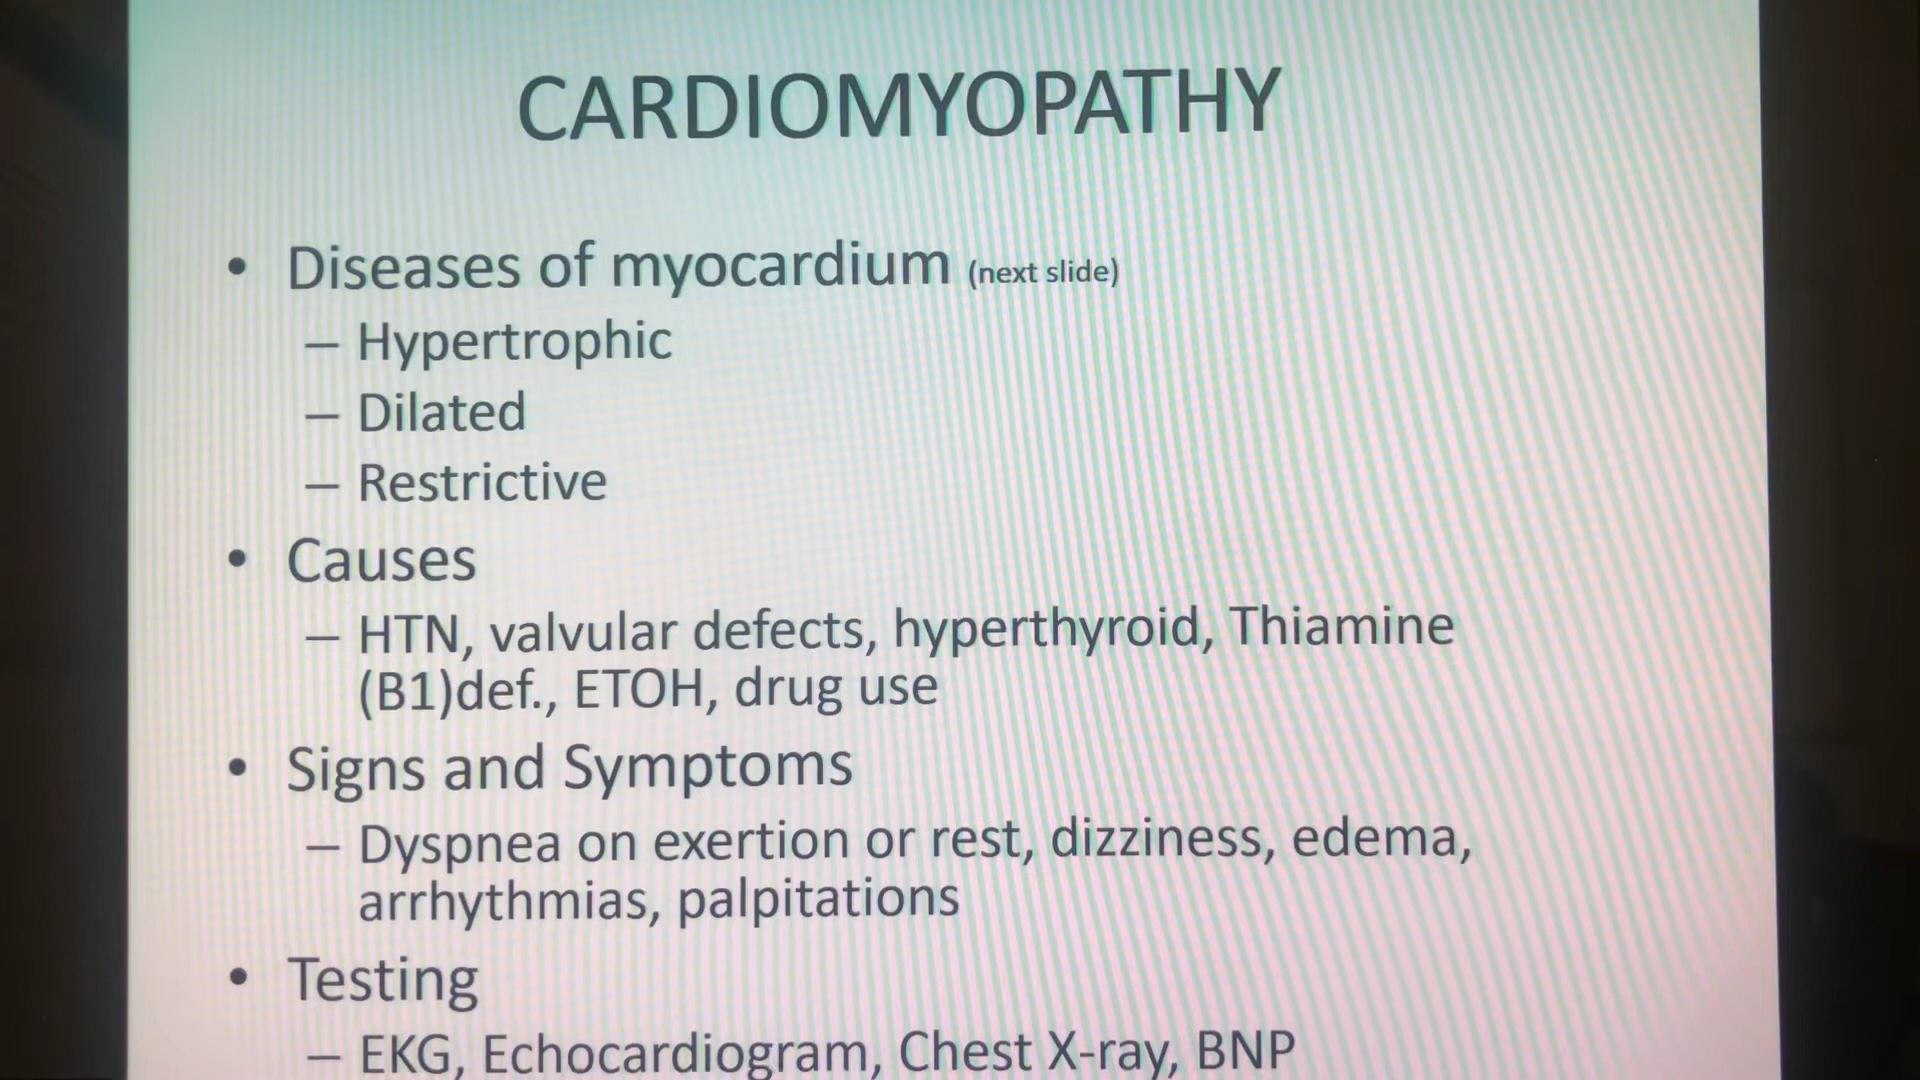 CARDIOMYOPATHY
• Diseases of myocardium (next slide)
– Hypertrophic
– Dilated
– Restrictive
• Causes
– HTN, valvular defects, hyperthyroid, Thiamine
(B1)def., ETOH, drug use
• Signs and Symptoms
– Dyspnea on exertion or rest, dizziness, edema,
arrhythmias, palpitations
• Testing
– EKG, Echocardiogram, Chest X-ray, BNP